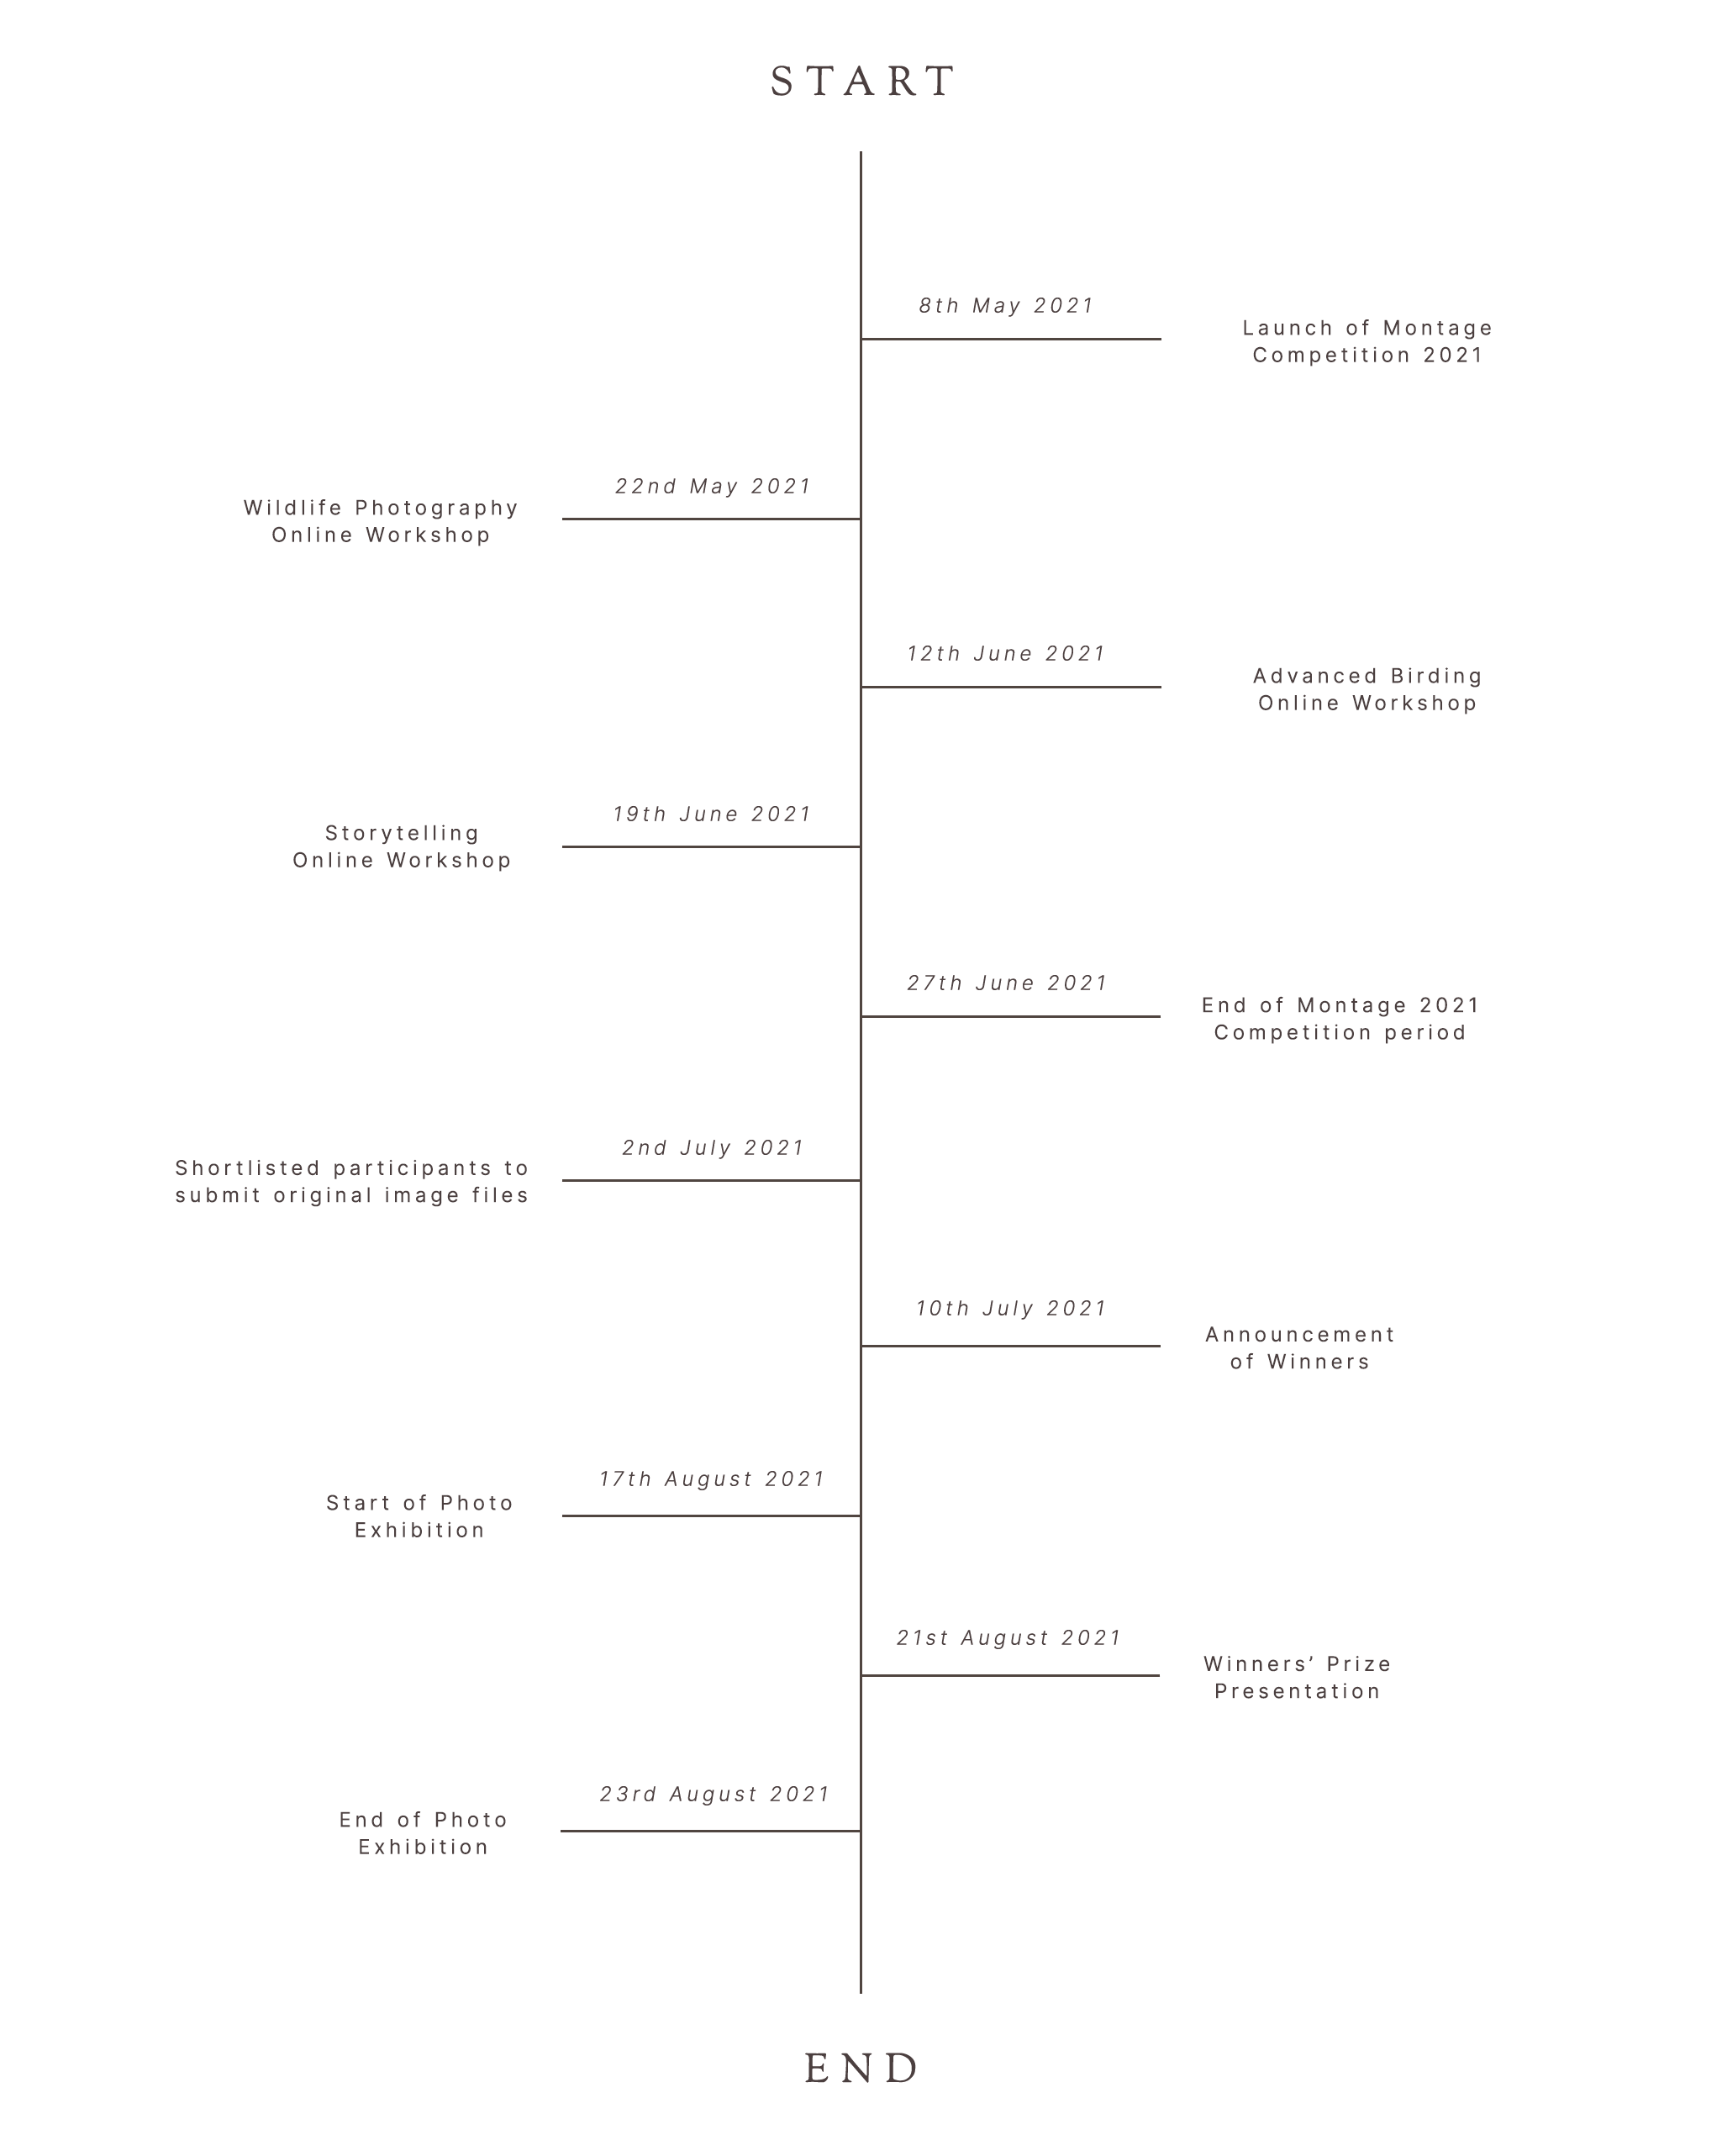 START
8th May 2021
Launch of Montage
Competition 2021
22nd May 2021
Wildlife Photography
Online Workshop
12th June 2021
Advanced Birding
Online Workshop
19th June 2021
Storytelling
Online Workshop
27th June 2021
End of Montage 2021
Competition period
2nd July 2021
Shortlisted participants to
submit original image files
10th July 2021
Announcement
of Winners
17th August 2021
Start of Photo
Exhibition
21st August 2021
Winners’ Prize
Presentation
23rd August 2021
End of Photo
Exhibition
END